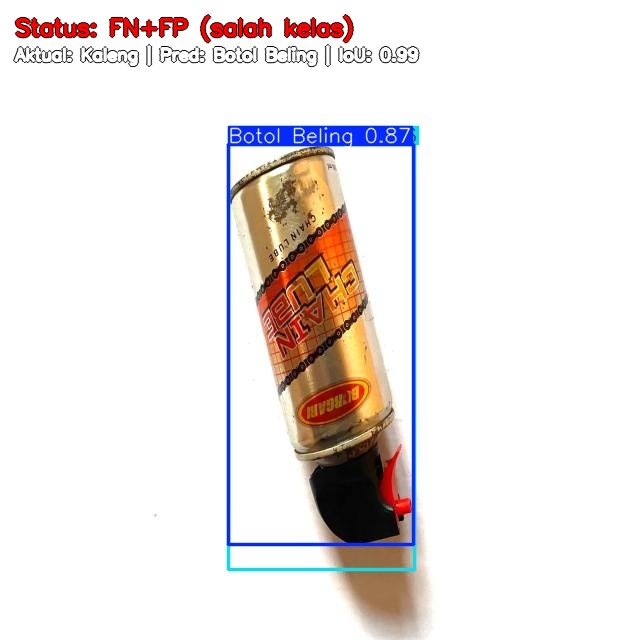 Status: FN+FP (salah kelas)
Aktual: Kaleng | Pred: Botol Beling | IoU: 0.99
Botol Beling 0.87
CHAIN LUBE
CHAIN
LUBE
BURGARI